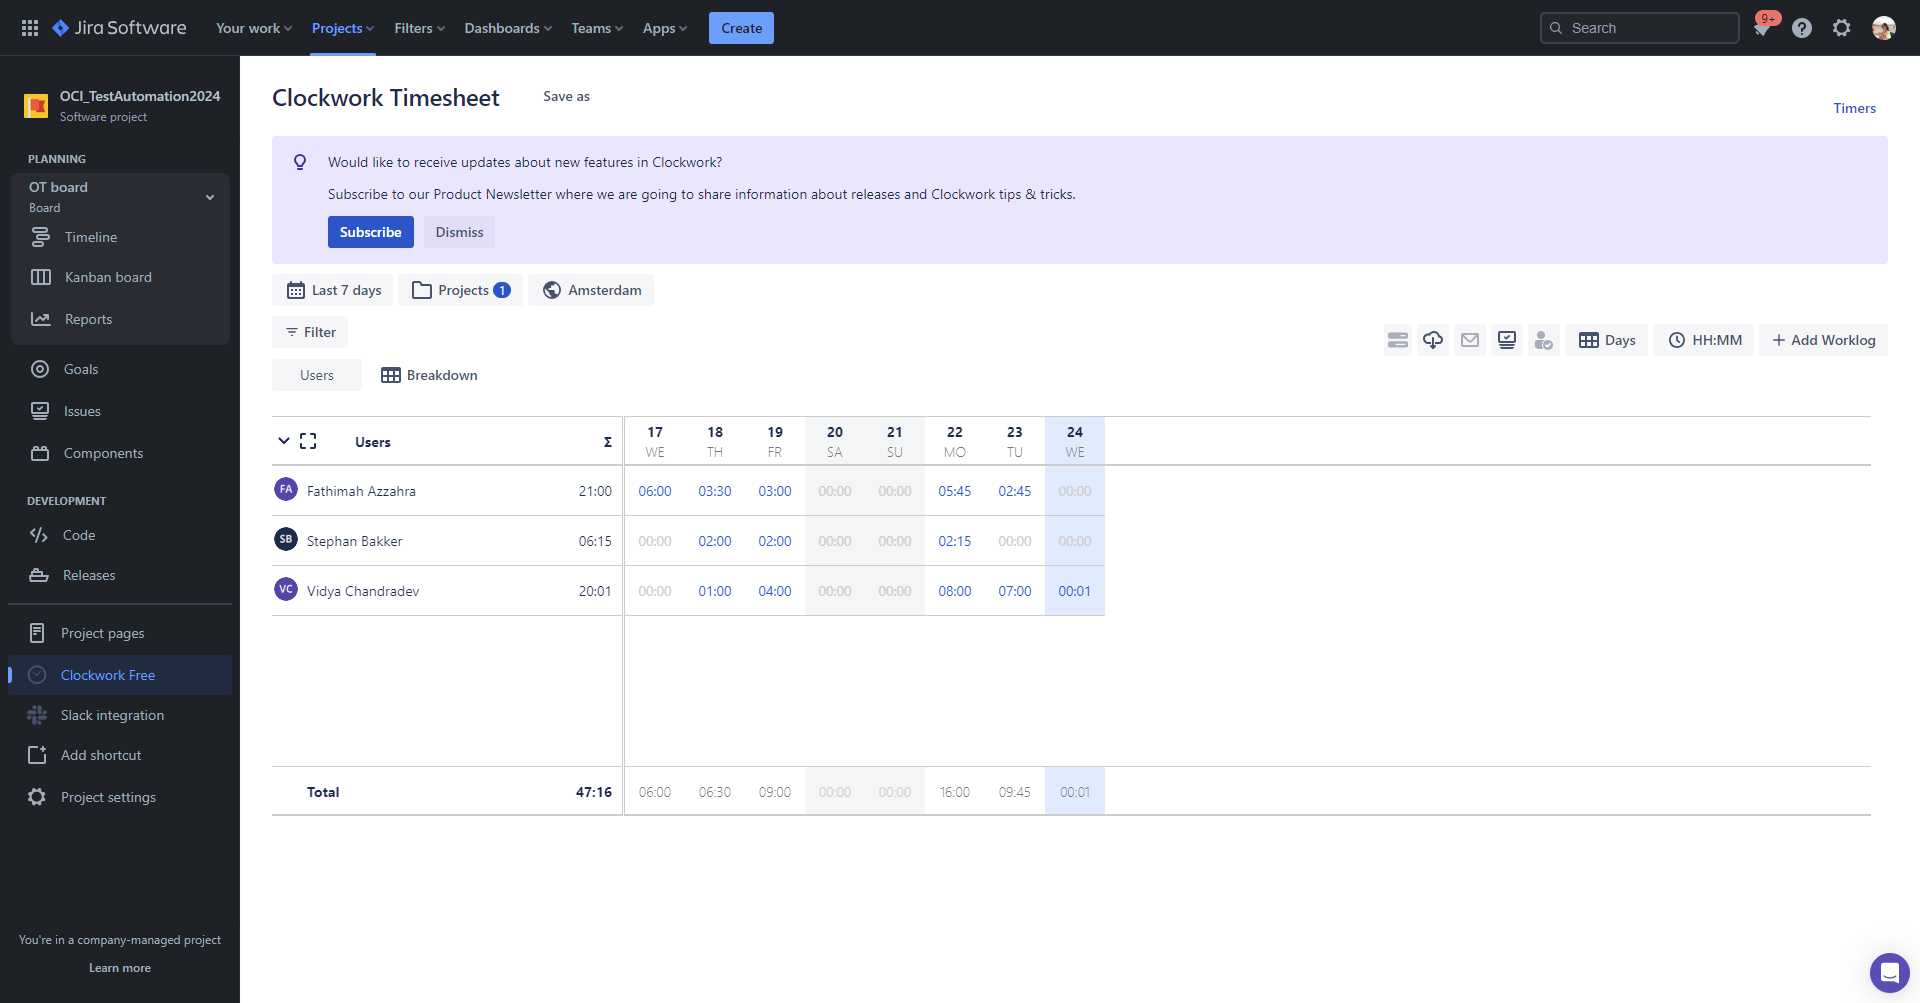 Jira Software Your work Projects Filters Dashboards Teams Apps Create Search 9+
OCI_TestAutomation2024
Software project
PLANNING
OT board
Board
Timeline
Kanban board
Reports
Goals
Issues
Components
DEVELOPMENT
Code
Releases
Project pages
Clockwork Free
Slack integration
Add shortcut
Project settings
You're in a company-managed project
Learn more
Clockwork Timesheet Save as
Timers
Would like to receive updates about new features in Clockwork?
Subscribe to our Product Newsletter where we are going to share information about releases and Clockwork tips & tricks.
Subscribe Dismiss
Last 7 days Projects 1 Amsterdam
Filter
Days HH:MM + Add Worklog
Users Breakdown
Users Σ 17 18 19 20 21 22 23 24
WE TH FR SA SU MO TU WE
FA Fathimah Azzahra 21:00 06:00 03:30 03:00 00:00 00:00 05:45 02:45 00:00
SB Stephan Bakker 06:15 00:00 02:00 02:00 00:00 00:00 02:15 00:00 00:00
VC Vidya Chandradev 20:01 00:00 01:00 04:00 00:00 00:00 08:00 07:00 00:01
Total 47:16 06:00 06:30 09:00 00:00 00:00 16:00 09:45 00:01